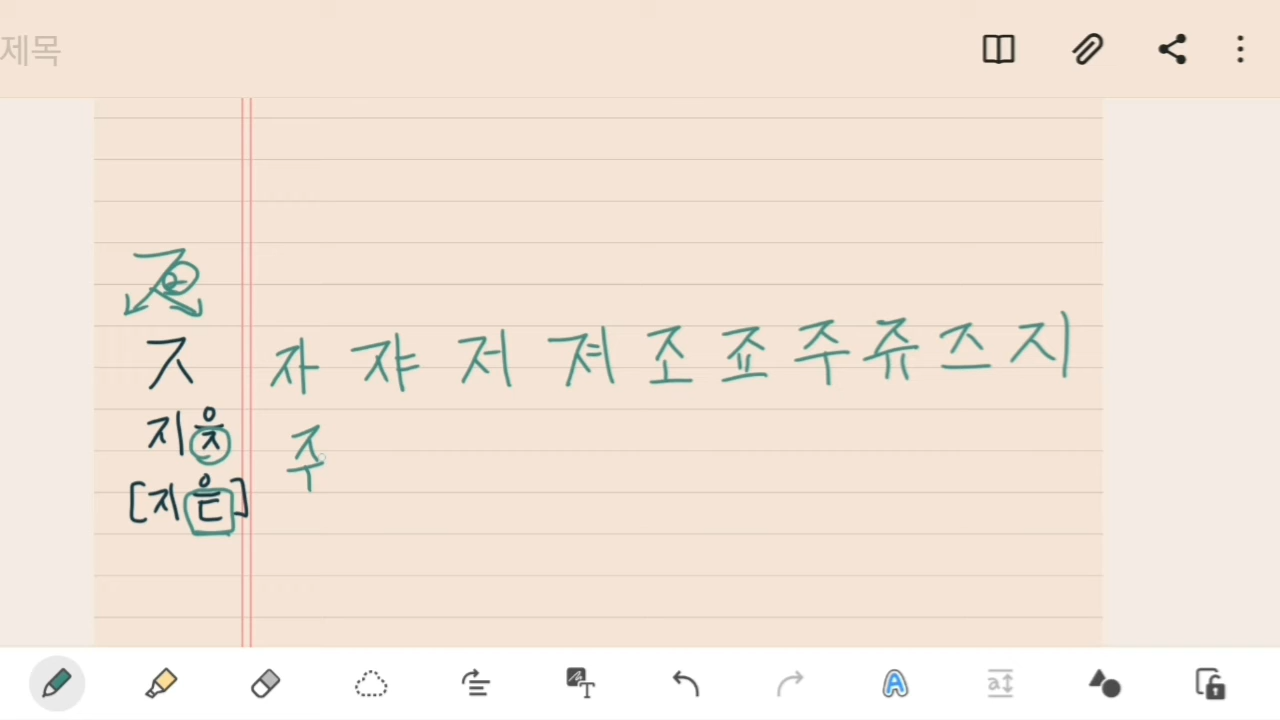 제목
ㅈ 자 쟈 저 져 조 죠 주 쥬 즈 지
지읒 주
[지읃]